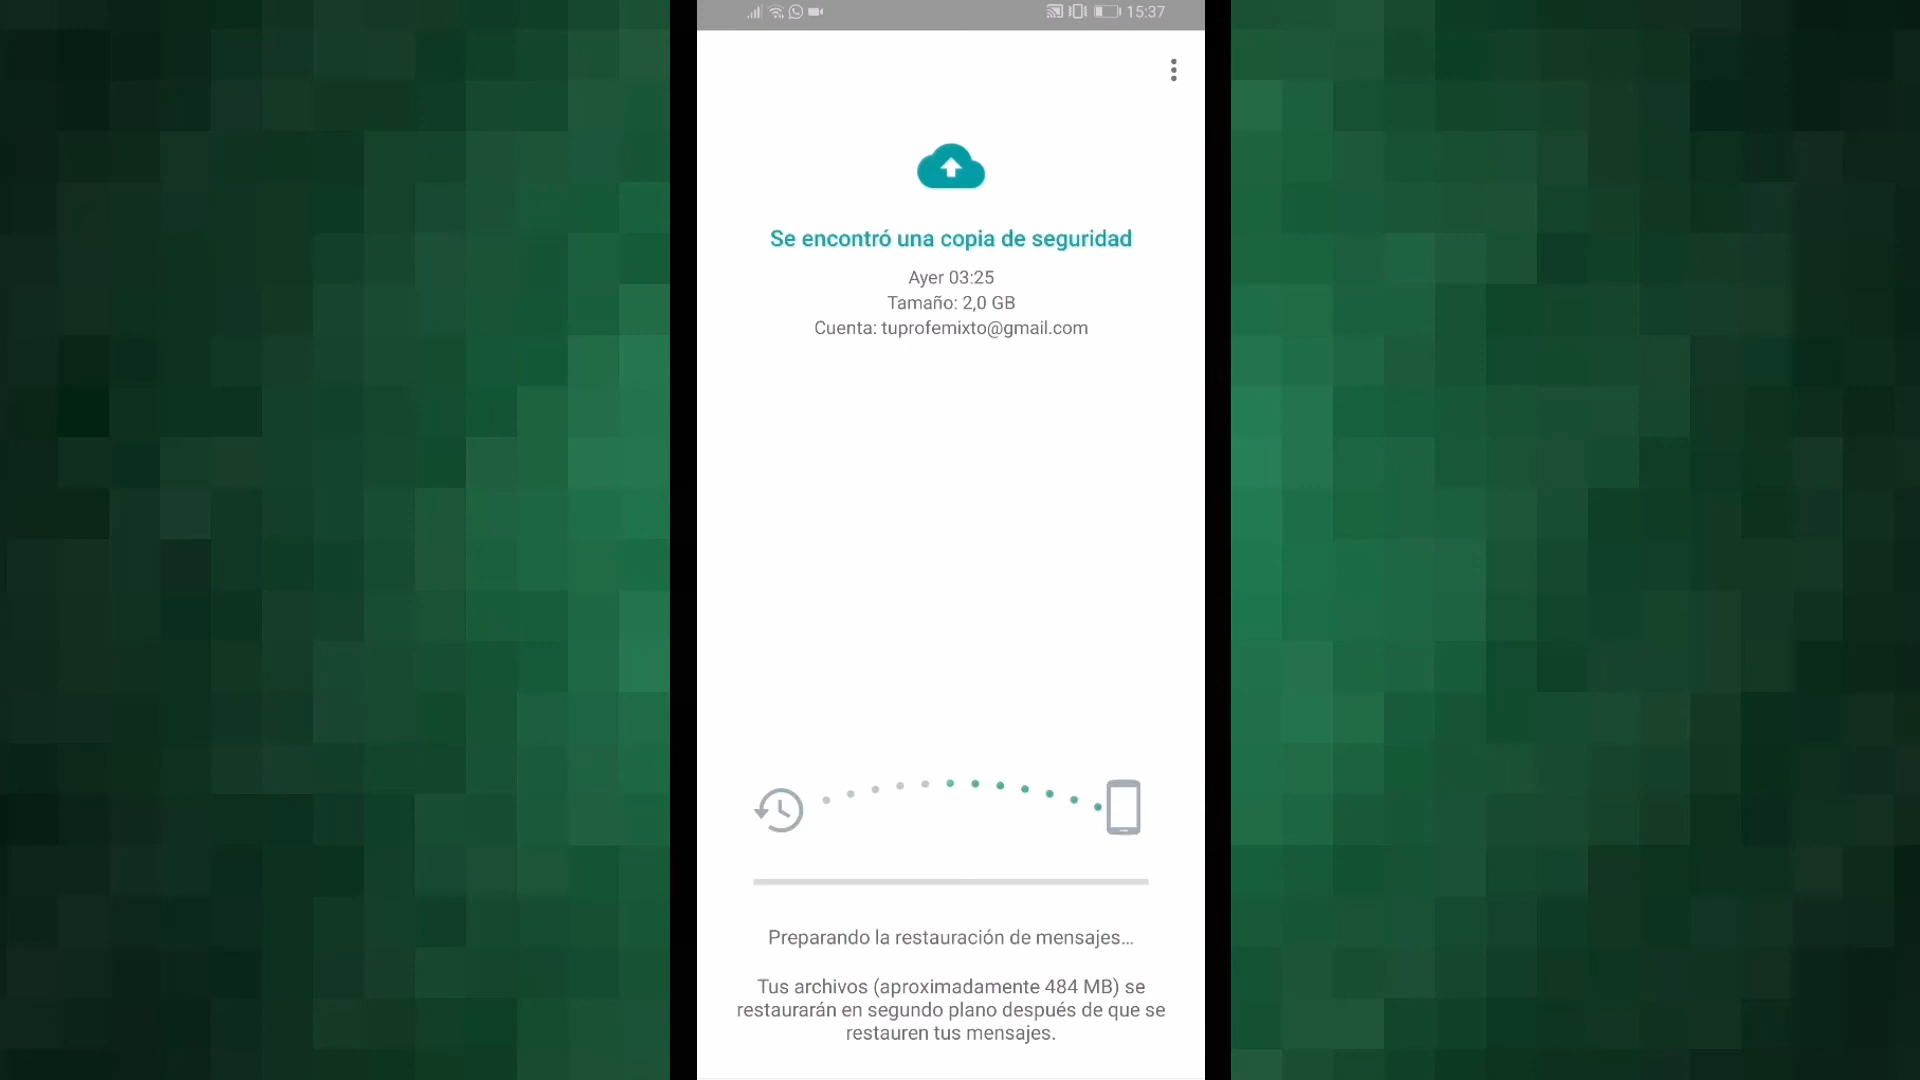 15:37
Se encontró una copia de seguridad
Ayer 03:25
Tamaño: 2,0 GB
Cuenta: tuprofemixto@gmail.com
Preparando la restauración de mensajes...
Tus archivos (aproximadamente 484 MB) se
restaurarán en segundo plano después de que se
restauren tus mensajes.